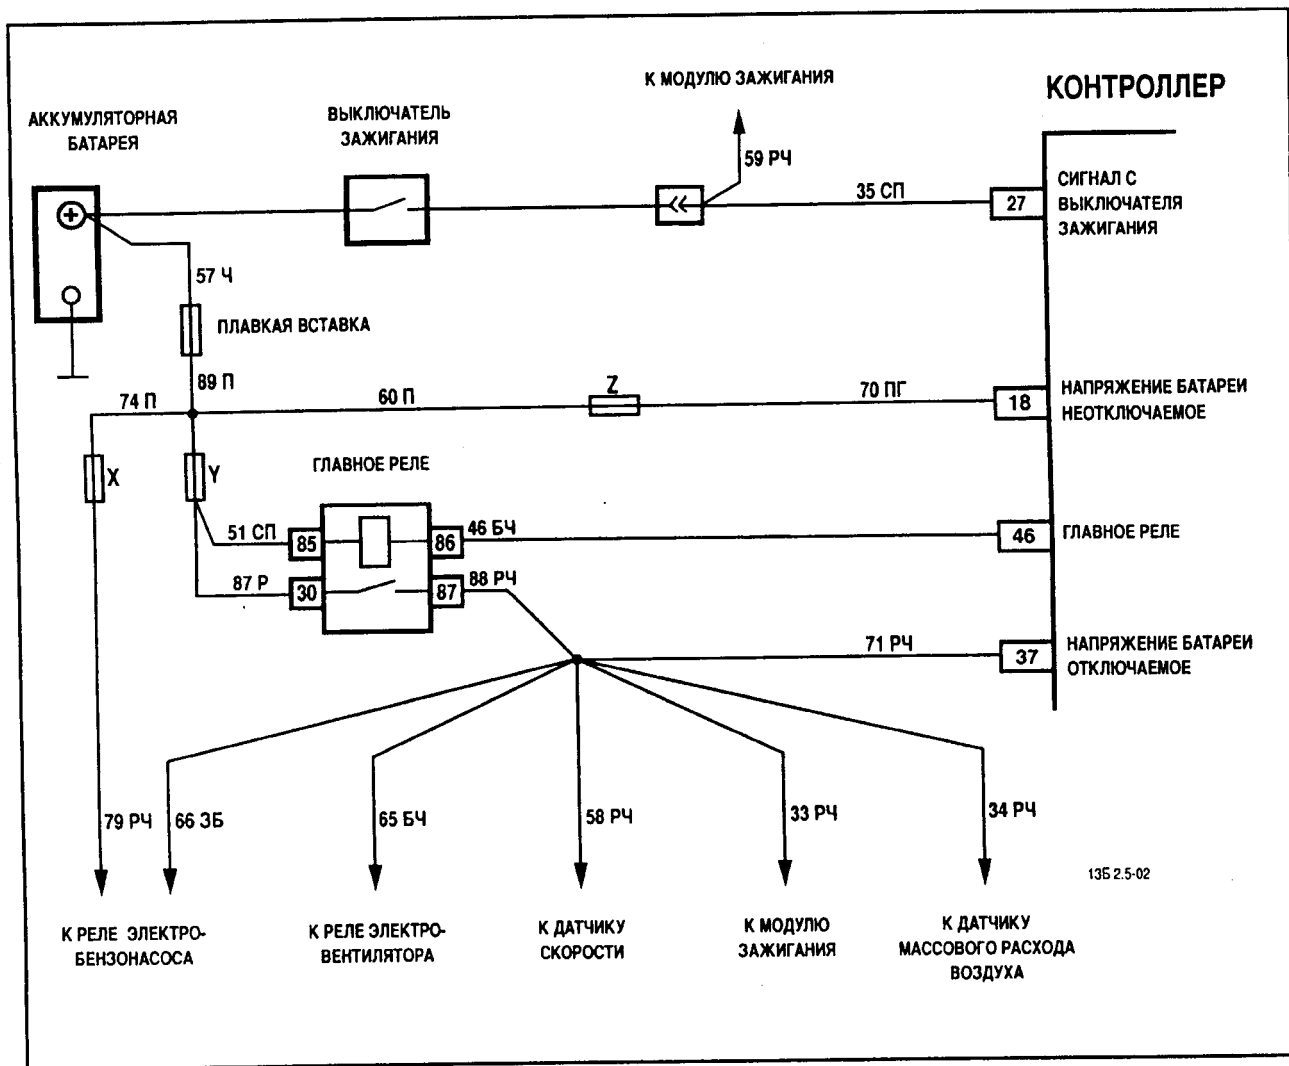 К МОДУЛЮ ЗАЖИГАНИЯ
КОНТРОЛЛЕР
АККУМУЛЯТОРНАЯ
БАТАРЕЯ
ВЫКЛЮЧАТЕЛЬ
ЗАЖИГАНИЯ
59 РЧ
35 СП
27
СИГНАЛ С
ВЫКЛЮЧАТЕЛЯ
ЗАЖИГАНИЯ
57 Ч
ПЛАВКАЯ ВСТАВКА
89 П
74 П
60 П
Z
70 ПГ
18
НАПРЯЖЕНИЕ БАТАРЕИ
НЕОТКЛЮЧАЕМОЕ
X
Y
ГЛАВНОЕ РЕЛЕ
51 СП
85
86
46 БЧ
46
ГЛАВНОЕ РЕЛЕ
87 Р
30
87
88 РЧ
71 РЧ
37
НАПРЯЖЕНИЕ БАТАРЕИ
ОТКЛЮЧАЕМОЕ
79 РЧ
66 ЗБ
65 БЧ
58 РЧ
33 РЧ
34 РЧ
13Б 2.5-02
К РЕЛЕ ЭЛЕКТРО-
БЕНЗОНАСОСА
К РЕЛЕ ЭЛЕКТРО-
ВЕНТИЛЯТОРА
К ДАТЧИКУ
СКОРОСТИ
К МОДУЛЮ
ЗАЖИГАНИЯ
К ДАТЧИКУ
МАССОВОГО РАСХОДА
ВОЗДУХА